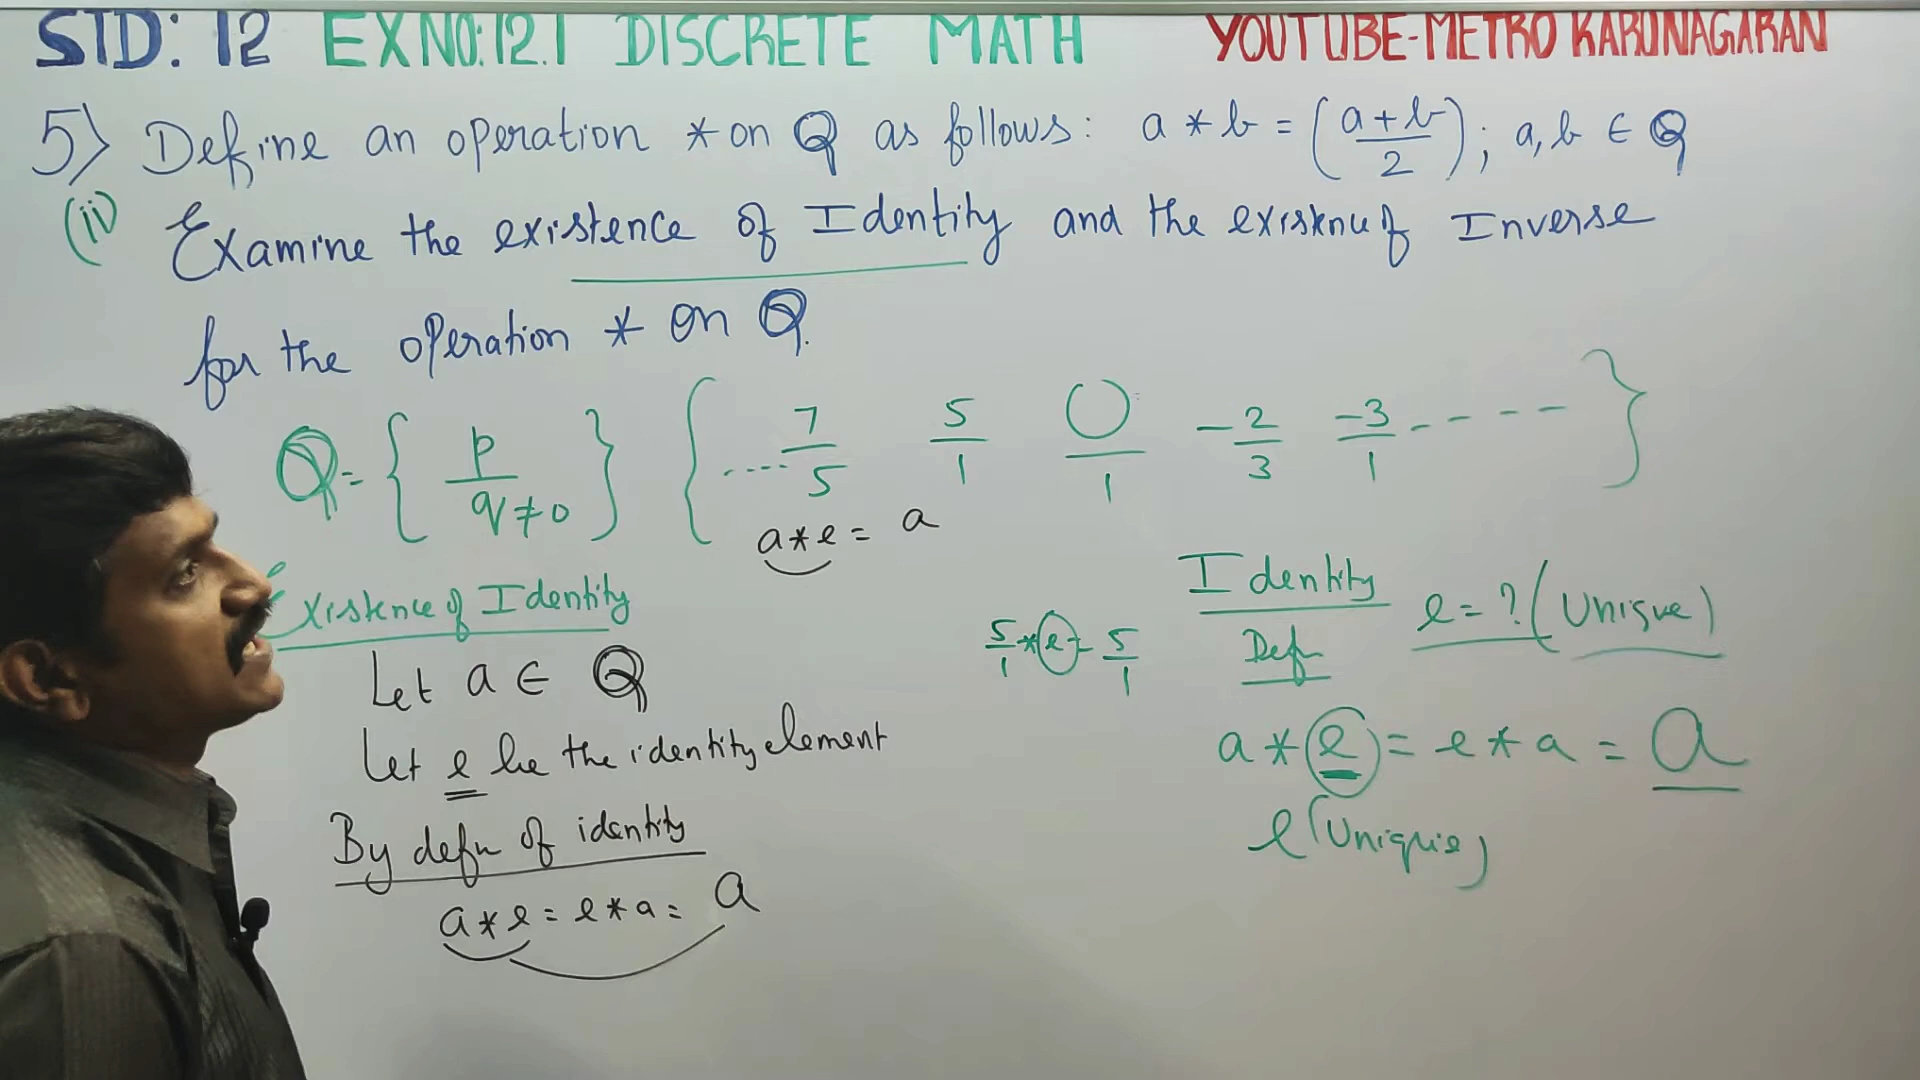 STD: 12 EX NO: 12.1 DISCRETE MATH YOUTUBE-METRO KARUNAGARAN
5) Define an operation * on Q as follows: a * b = (a+b/2); a, b ∈ Q
(ii) Examine the existence of Identity and the existence of Inverse
for the operation * on Q.
Q = { p/q≠0 } { .... 7/5 5/1 0/1 -2/3 -3/1 - - - - }
a*e = a
Existence of Identity
Let a ∈ Q
Let e be the identity element
By defn of identity
a*e = e*a = a
5/1 * e = 5/1
Identity e = ? (Unique)
Defn
a * e = e * a = a
e (Unique)